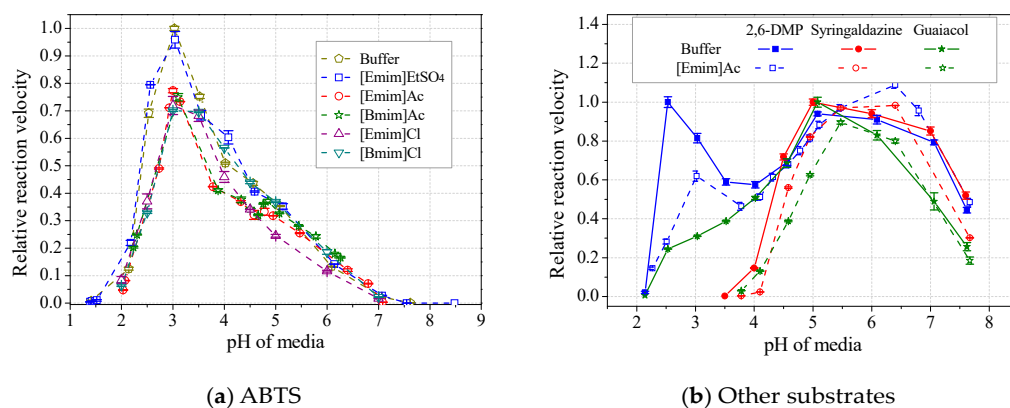 1.0
0.9
0.8
0.7
0.6
0.5
0.4
0.3
0.2
0.1
0.0
Relative reaction velocity
1 2 3 4 5 6 7 8 9
pH of media
Buffer
[Emim]EtSO4
[Emim]Ac
[Bmim]Ac
[Emim]Cl
[Bmim]Cl
(a) ABTS
1.4
1.2
1.0
0.8
0.6
0.4
0.2
0.0
Relative reaction velocity
2 3 4 5 6 7 8
pH of media
2,6-DMP Syringaldazine Guaiacol
Buffer
[Emim]Ac
(b) Other substrates